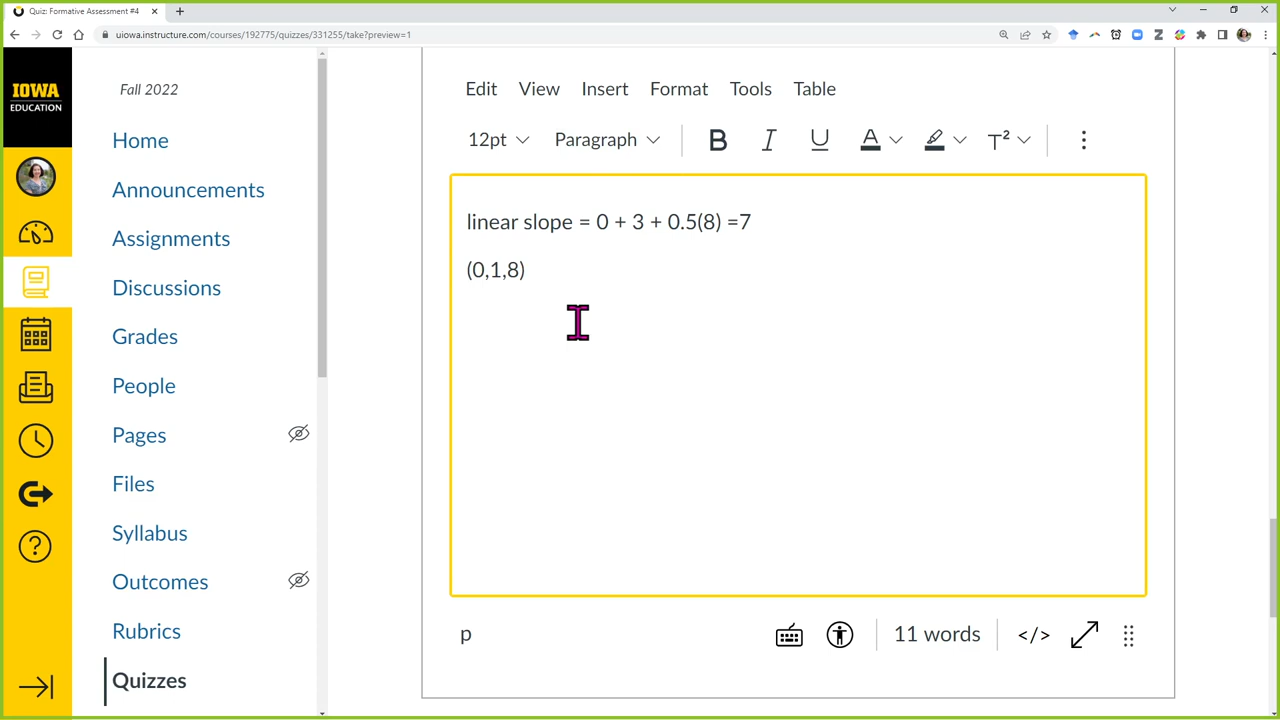 Quiz: Formative Assessment #4
uiowa.instructure.com/courses/192775/quizzes/331255/take?preview=1
IOWA
EDUCATION
Fall 2022
Home
Announcements
Assignments
Discussions
Grades
People
Pages
Files
Syllabus
Outcomes
Rubrics
Quizzes
Edit View Insert Format Tools Table
12pt Paragraph B I U A T²
linear slope = 0 + 3 + 0.5(8) =7
(0,1,8)
p 11 words </>